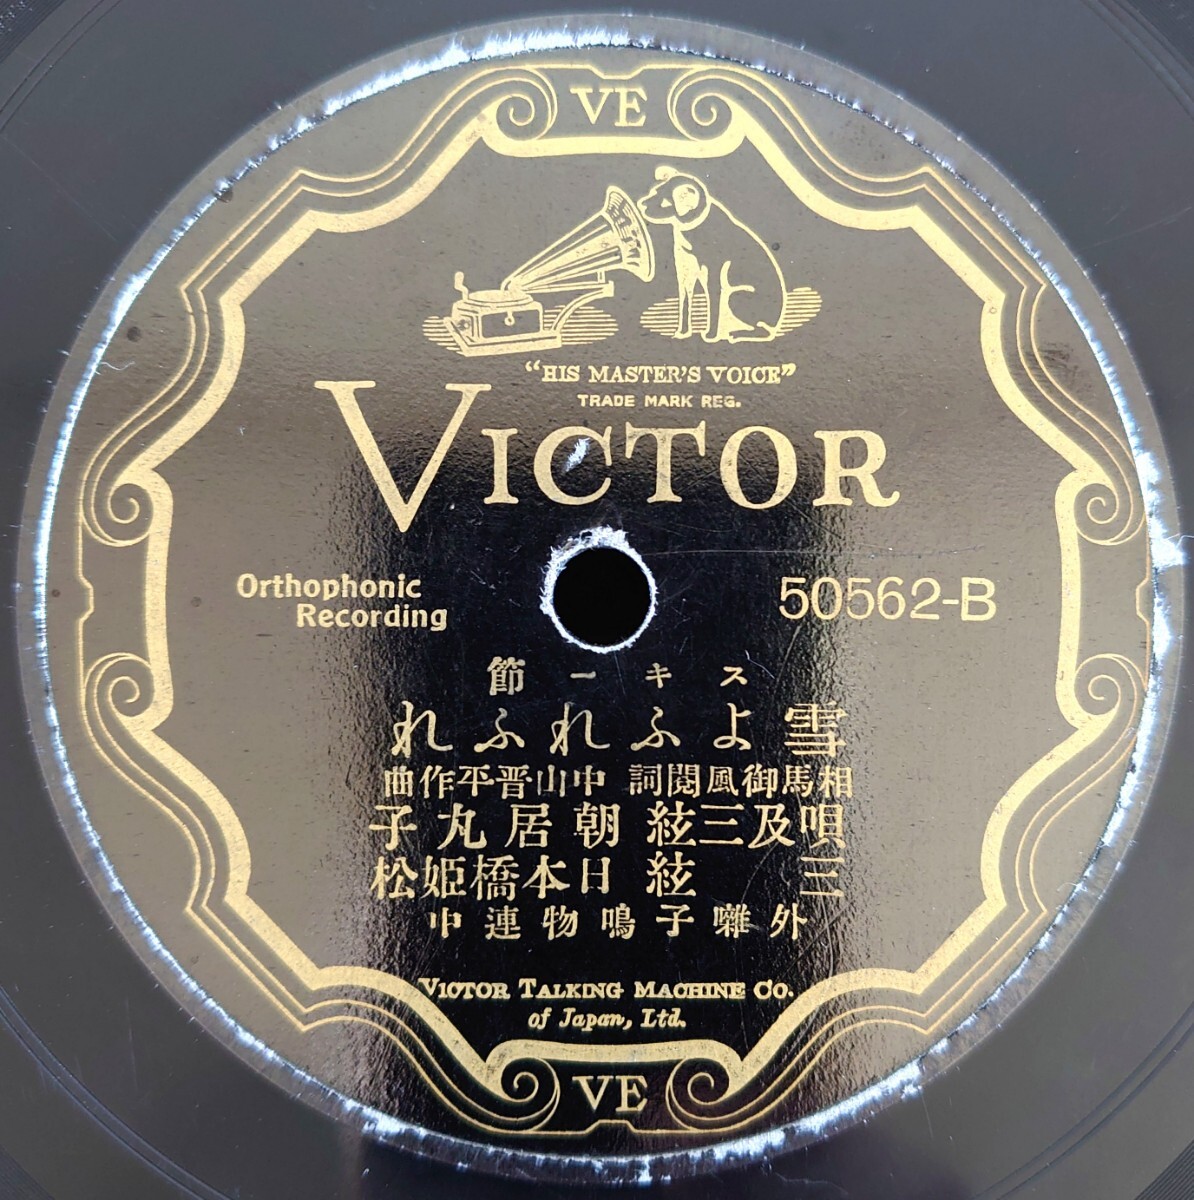 VE
"HIS MASTER'S VOICE"
TRADE MARK REG.
VICTOR
Orthophonic
Recording
50562-B
スキー節
雪よふれふれ
相馬御風閲詞 中山晋平作曲
唄及三絃 朝居丸子
三絃 日本橋姫松
外囃子鳴物連中
VICTOR TALKING MACHINE CO.
of Japan, Ltd.
VE